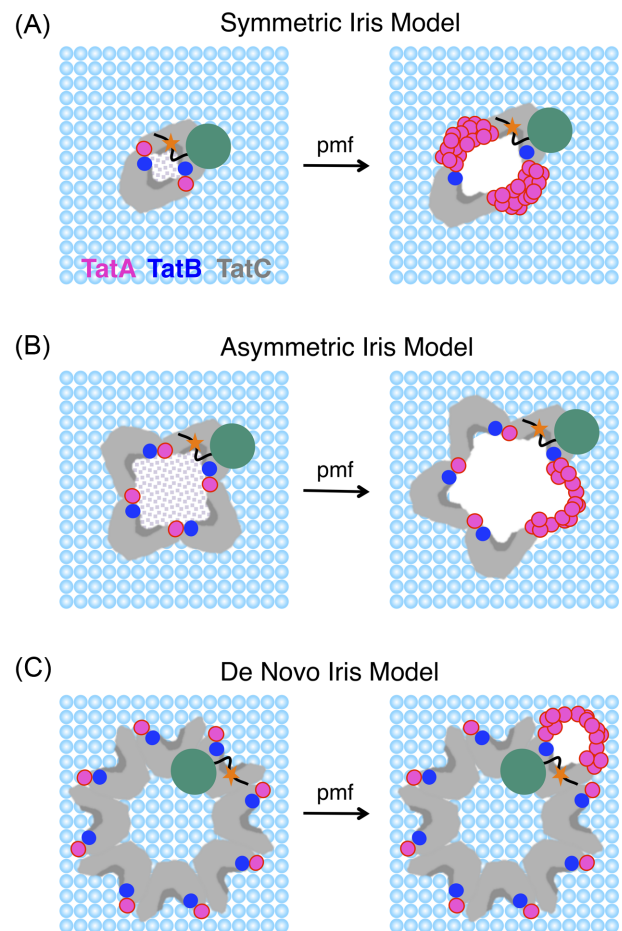 (A) Symmetric Iris Model
pmf
TatA TatB TatC
(B) Asymmetric Iris Model
pmf
(C) De Novo Iris Model
pmf